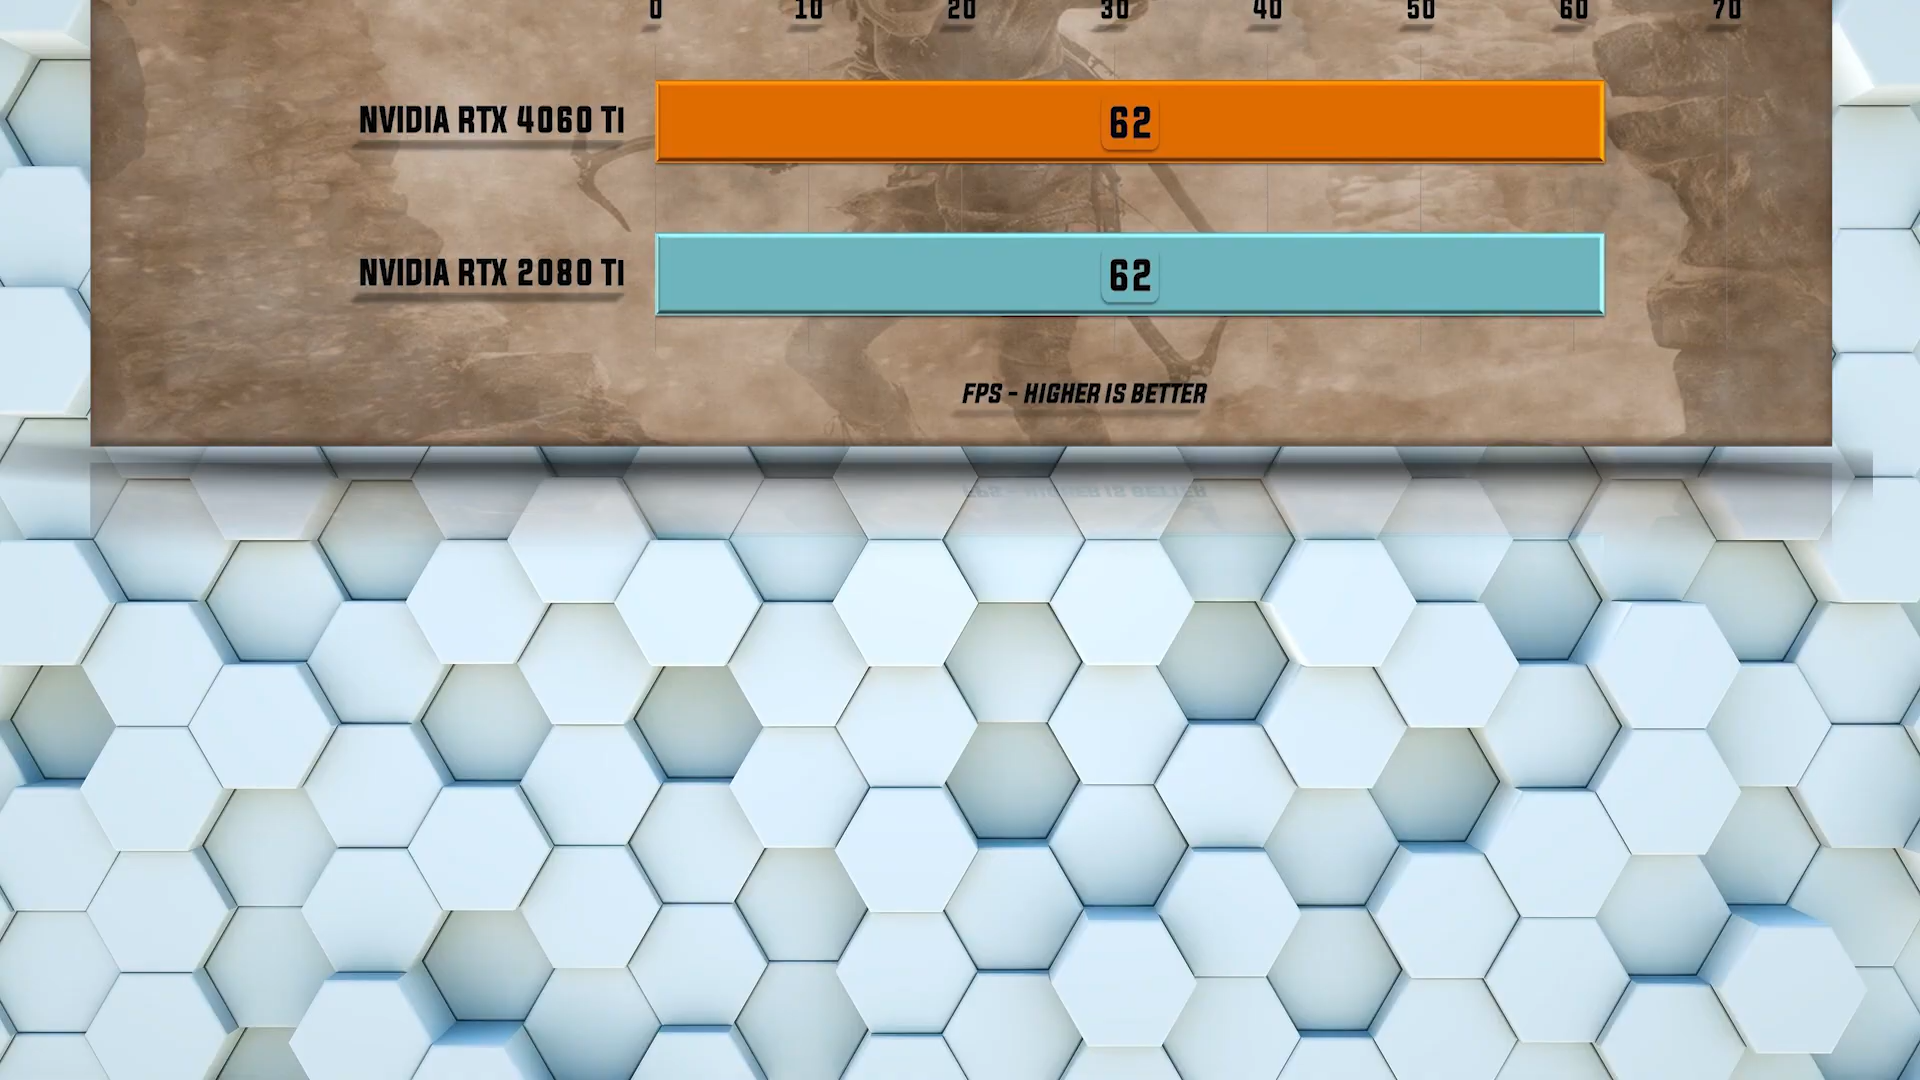 0 10 20 30 40 50 60 70
NVIDIA RTX 4060 TI 62
NVIDIA RTX 2080 TI 62
FPS - HIGHER IS BETTER